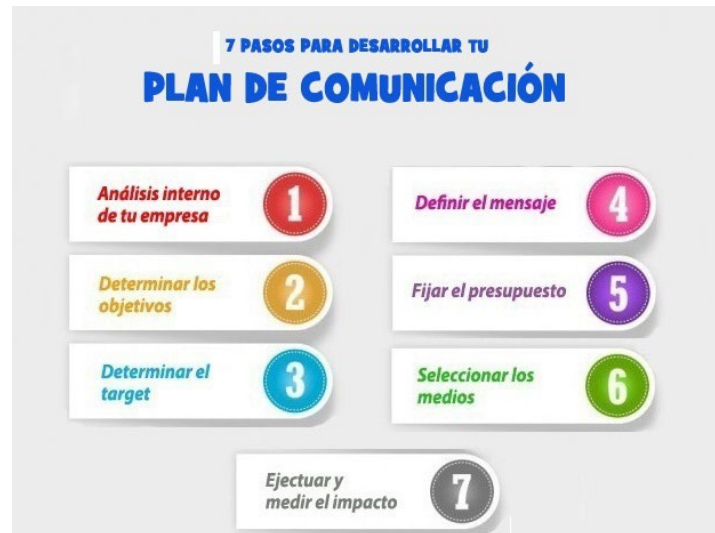 7 PASOS PARA DESARROLLAR TU
PLAN DE COMUNICACIÓN
Análisis interno
de tu empresa
1
Determinar los
objetivos
2
Determinar el
target
3
Definir el mensaje
4
Fijar el presupuesto
5
Seleccionar los
medios
6
Ejectuar y
medir el impacto
7